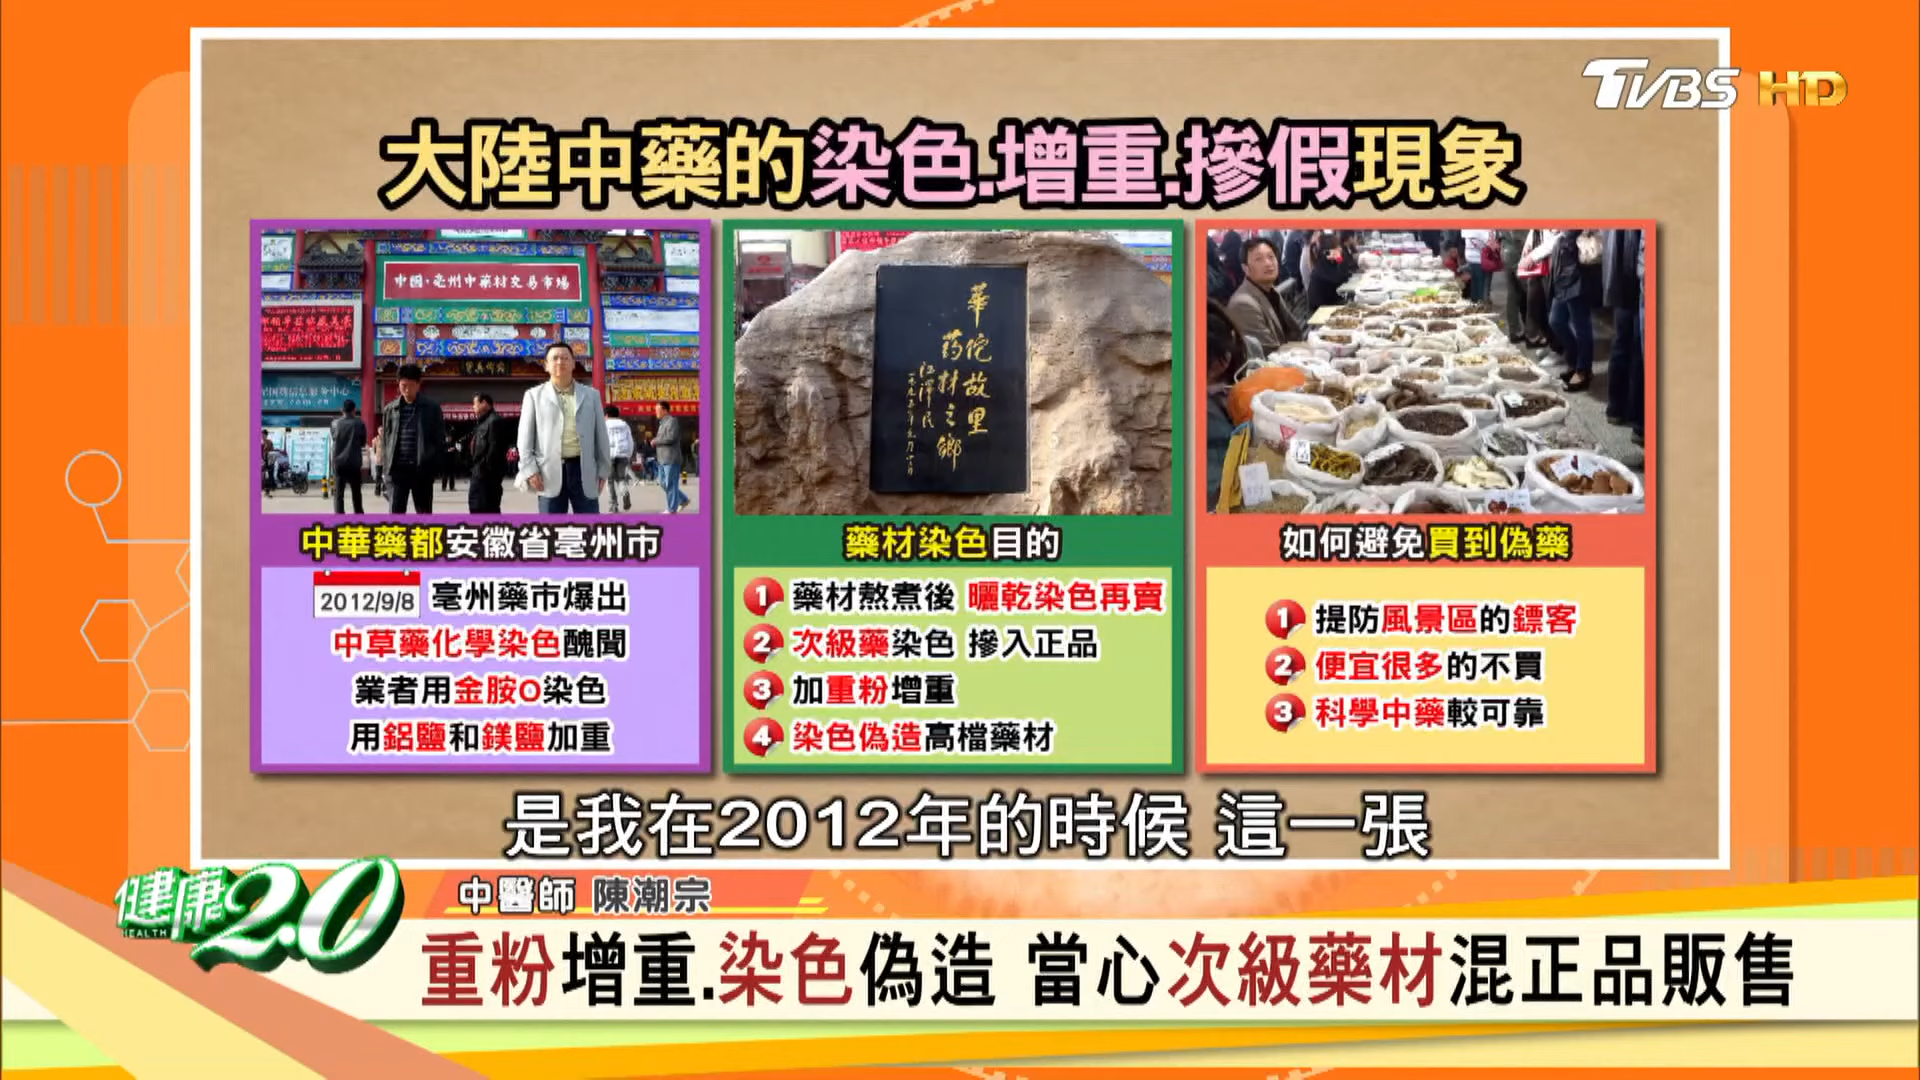 TVBS HD
大陸中藥的染色.增重.摻假現象
中国·亳州中药材交易市場
華佗故里
药材之鄉
江澤民
中華藥都安徽省亳州市
2012/9/8 亳州藥市爆出
中草藥化學染色醜聞
業者用金胺O染色
用鋁鹽和鎂鹽加重
藥材染色目的
1 藥材熬煮後 曬乾染色再賣
2 次級藥染色 摻入正品
3 加重粉增重
4 染色偽造高檔藥材
如何避免買到偽藥
1 提防風景區的鏢客
2 便宜很多的不買
3 科學中藥較可靠
是我在2012年的時候 這一張
健康2.0
HEALTH
中醫師 陳潮宗
重粉增重.染色偽造 當心次級藥材混正品販售